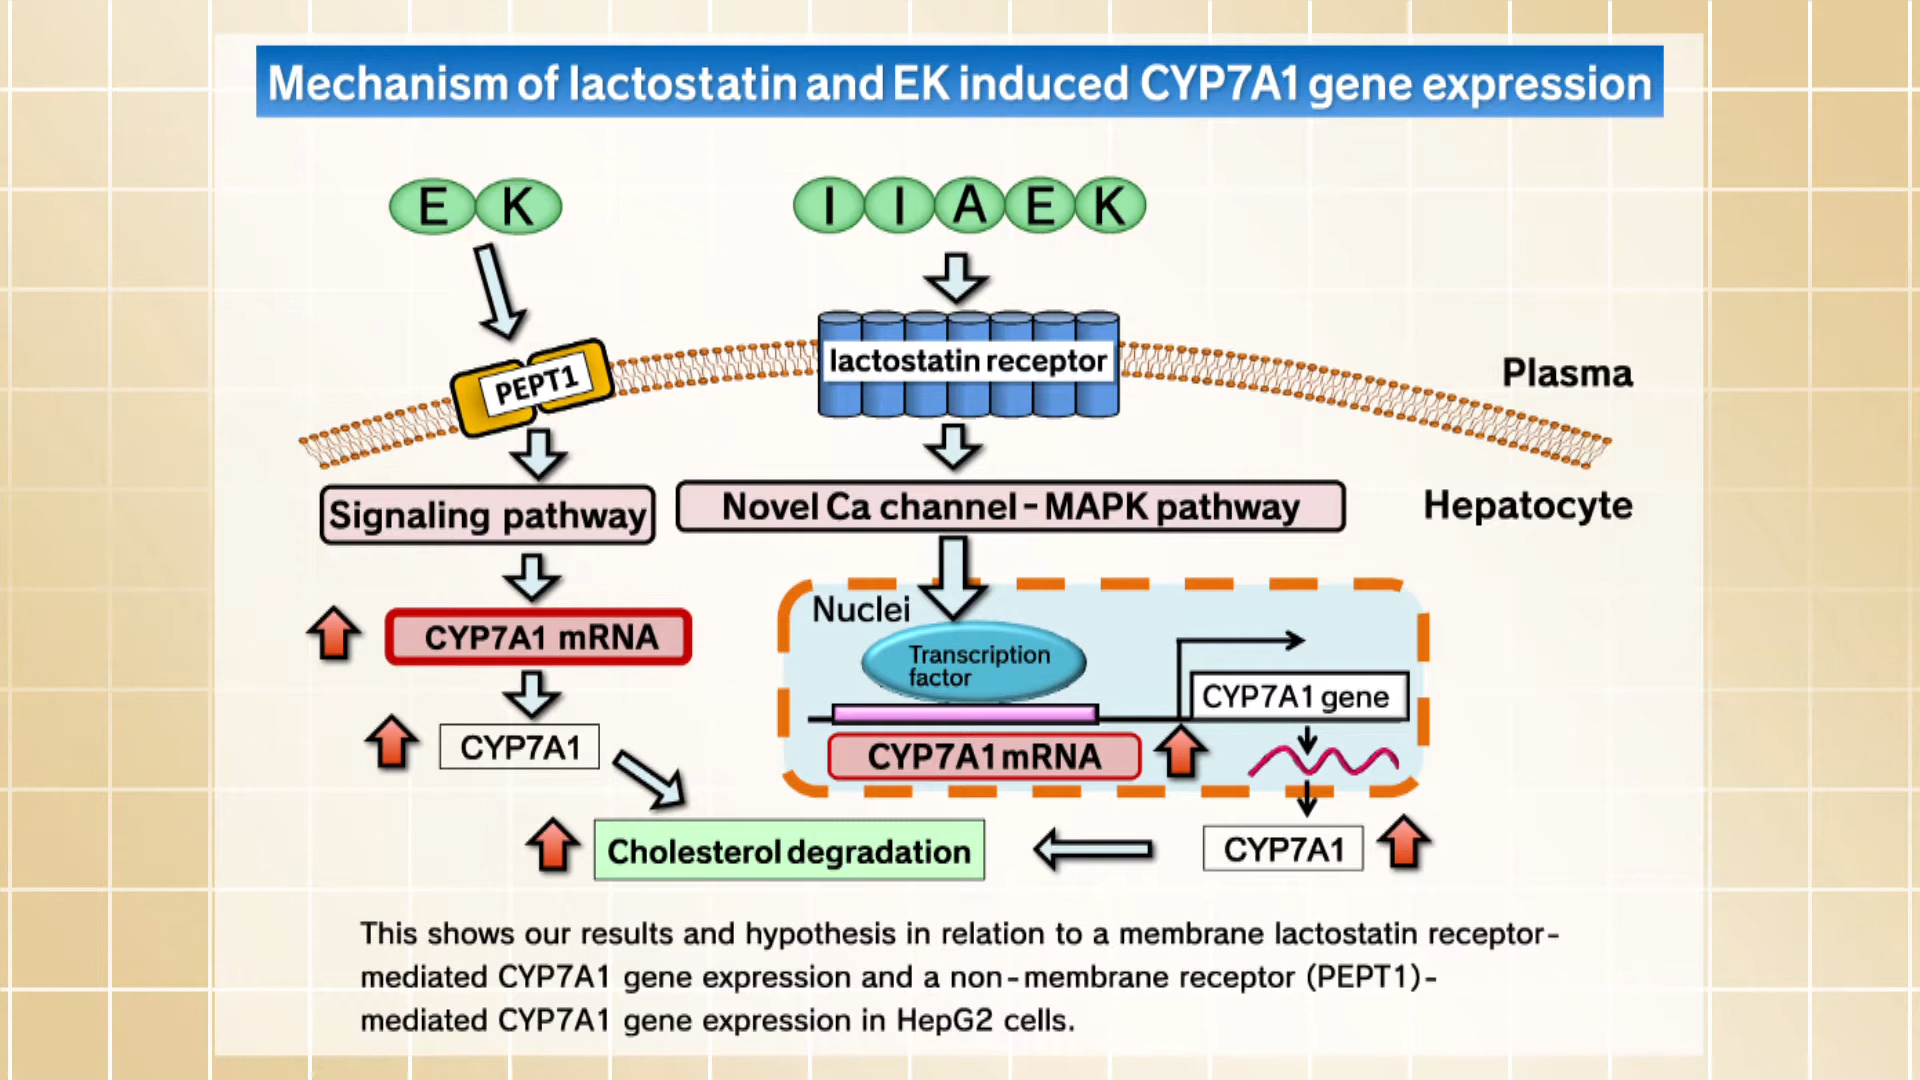 Mechanism of lactostatin and EK induced CYP7A1 gene expression
E K
I I A E K
PEPT1
lactostatin receptor
Plasma
Hepatocyte
Signaling pathway
Novel Ca channel - MAPK pathway
CYP7A1 mRNA
CYP7A1
Nuclei
Transcription
factor
CYP7A1 gene
CYP7A1 mRNA
CYP7A1
Cholesterol degradation
This shows our results and hypothesis in relation to a membrane lactostatin receptor-
mediated CYP7A1 gene expression and a non-membrane receptor (PEPT1)-
mediated CYP7A1 gene expression in HepG2 cells.